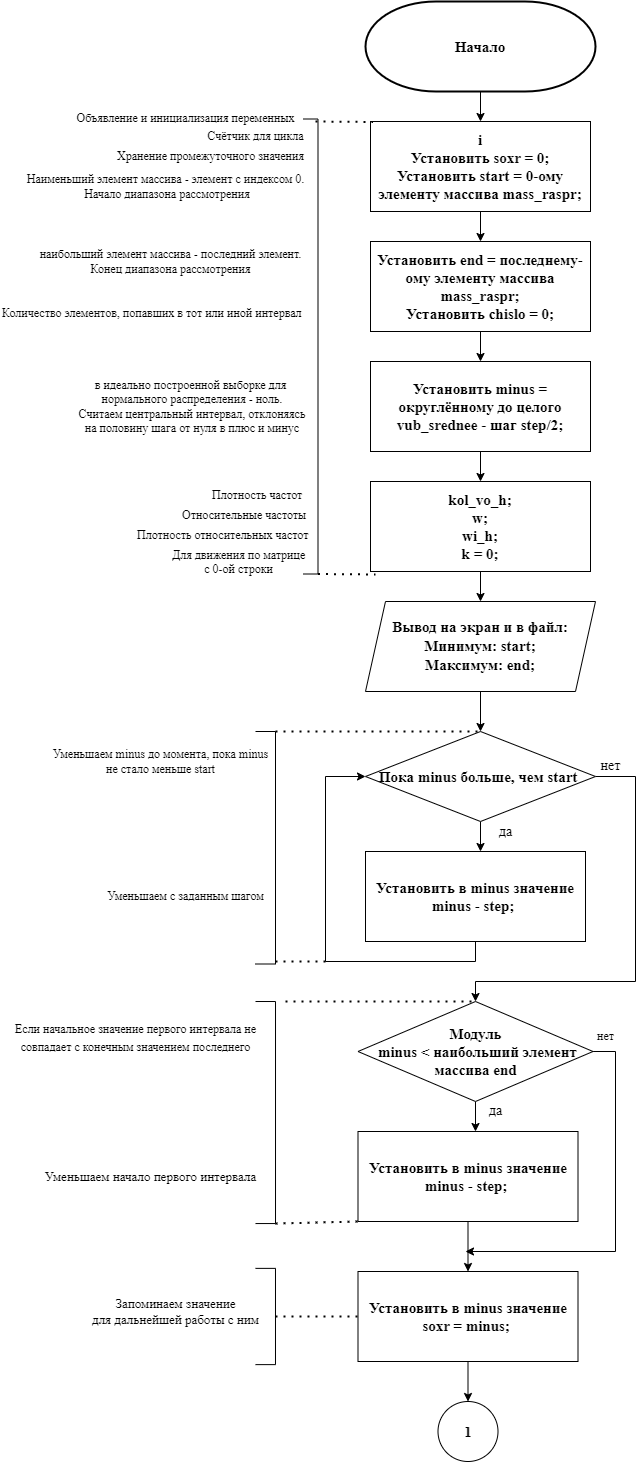 Начало
Объявление и инициализация переменных
Счётчик для цикла
Хранение промежуточного значения
Наименьший элемент массива - элемент с индексом 0.
Начало диапазона рассмотрения
i
Установить soxr = 0;
Установить start = 0-ому
элементу массива mass_raspr;
наибольший элемент массива - последний элемент.
Конец диапазона рассмотрения
Количество элементов, попавших в тот или иной интервал
Установить end = последнему-
ому элементу массива
mass_raspr;
Установить chislo = 0;
в идеально построенной выборке для
нормального распределения - ноль.
Считаем центральный интервал, отклоняясь
на половину шага от нуля в плюс и минус
Установить minus =
округлённому до целого
vub_srednee - шаг step/2;
Плотность частот
Относительные частоты
Плотность относительных частот
Для движения по матрице
с 0-ой строки
kol_vo_h;
w;
wi_h;
k = 0;
Вывод на экран и в файл:
Минимум: start;
Максимум: end;
Уменьшаем minus до момента, пока minus
не стало меньше start
Пока minus больше, чем start
нет
да
Уменьшаем с заданным шагом
Установить в minus значение
minus - step;
Если начальное значение первого интервала не
совпадает с конечным значением последнего
Модуль
minus < наибольший элемент
массива end
нет
да
Уменьшаем начало первого интервала
Установить в minus значение
minus - step;
Запоминаем значение
для дальнейшей работы с ним
Установить в minus значение
soxr = minus;
1